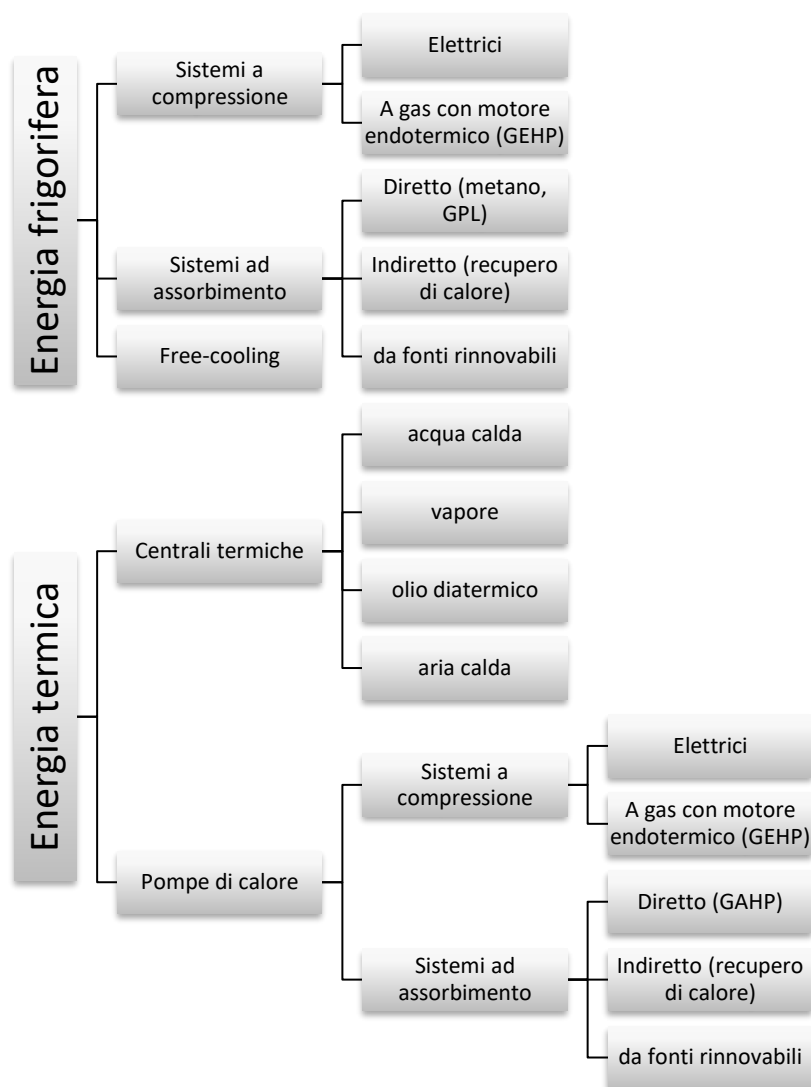 Energia frigorifera
Sistemi a
compressione
Elettrici
A gas con motore
endotermico (GEHP)
Sistemi ad
assorbimento
Diretto (metano,
GPL)
Indiretto (recupero
di calore)
da fonti rinnovabili
Free-cooling
Energia termica
Centrali termiche
acqua calda
vapore
olio diatermico
aria calda
Pompe di calore
Sistemi a
compressione
Elettrici
A gas con motore
endotermico (GEHP)
Sistemi ad
assorbimento
Diretto (GAHP)
Indiretto (recupero
di calore)
da fonti rinnovabili